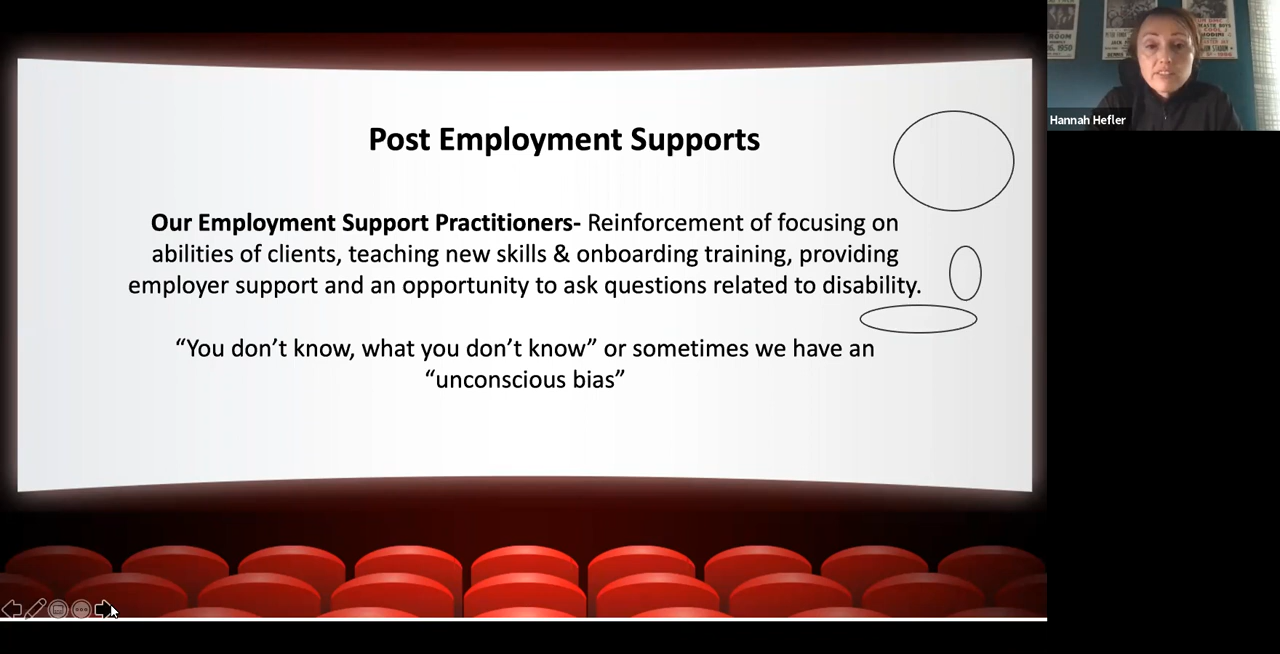 Post Employment Supports
Our Employment Support Practitioners- Reinforcement of focusing on
abilities of clients, teaching new skills & onboarding training, providing
employer support and an opportunity to ask questions related to disability.
“You don’t know, what you don’t know” or sometimes we have an
“unconscious bias”
Hannah Hefler